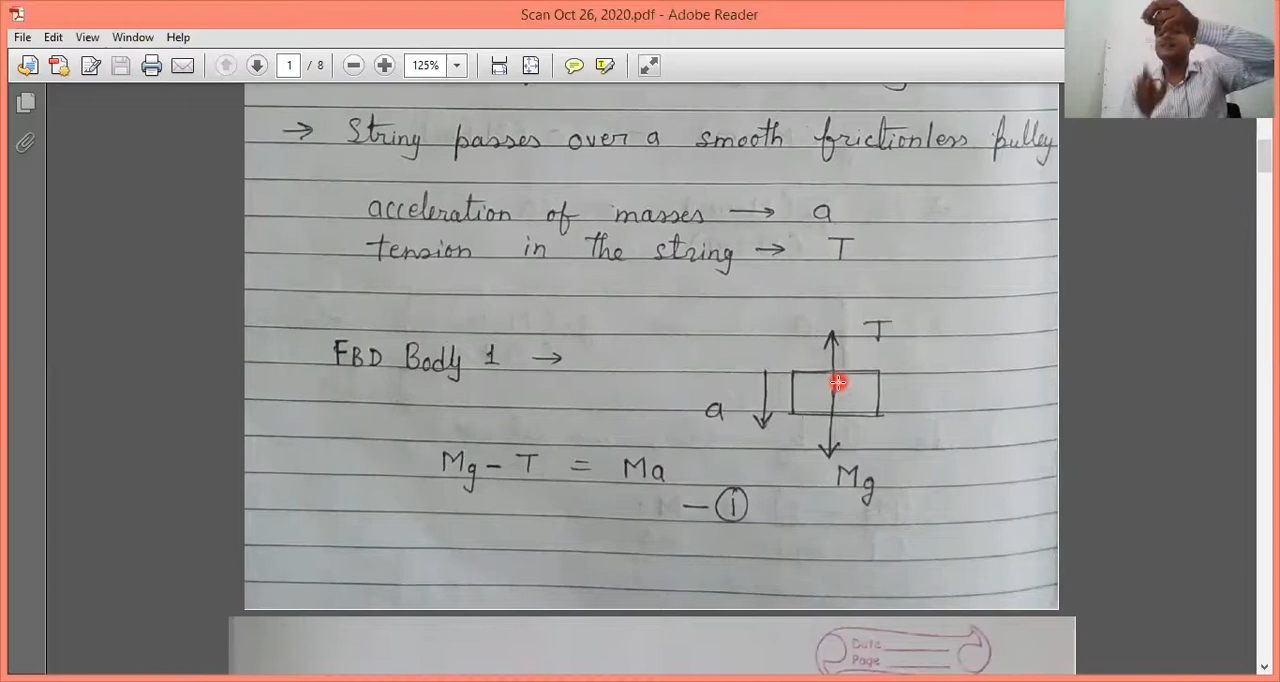 Scan Oct 26, 2020.pdf - Adobe Reader
File Edit View Window Help
1 / 8 125%
→ String passes over a smooth frictionless pulley
acceleration of masses → a
tension in the string → T
T
FBD Body 1 →
a
Mg - T = Ma
Mg
- ①
Date
Page